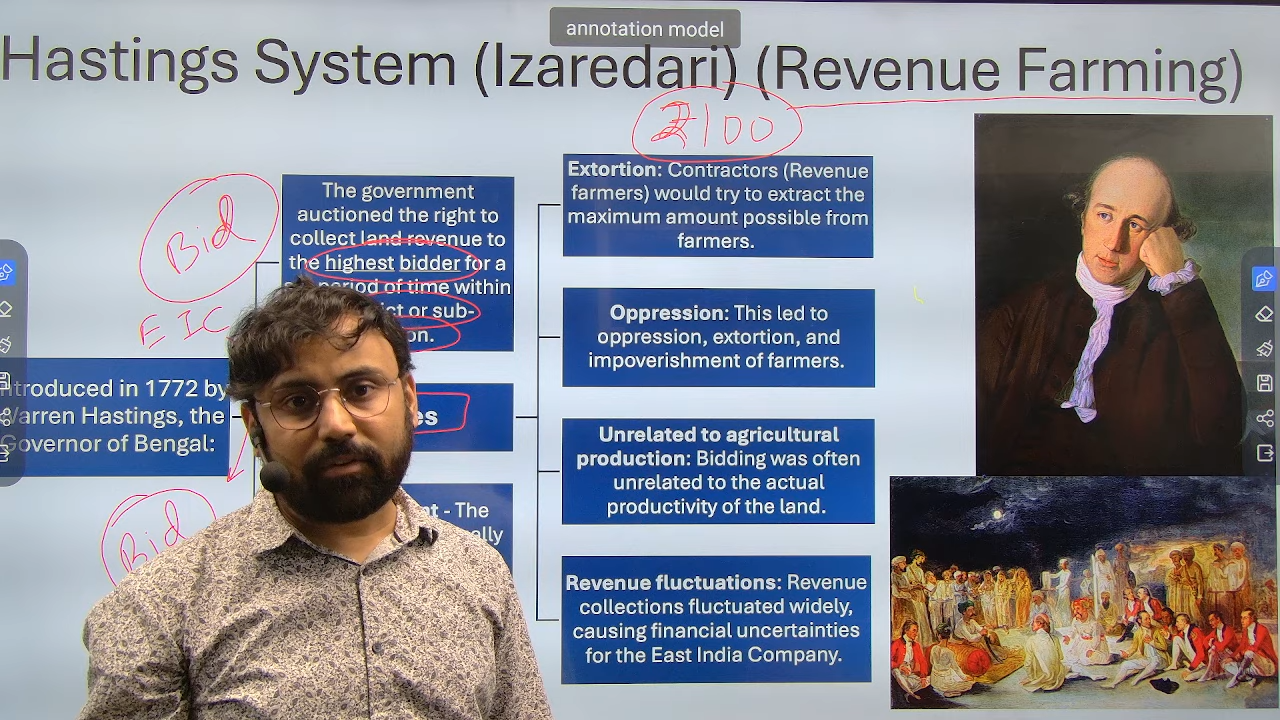 annotation model
Hastings System (Izaredari) (Revenue Farming)
₹100
Bid
EIC
The government
auctioned the right to
collect land revenue to
the highest bidder for a
period of time within
ct or sub-
on.
ntroduced in 1772 by
Warren Hastings, the
Governor of Bengal:
es
Bid
nt - The
ally
Extortion: Contractors (Revenue
farmers) would try to extract the
maximum amount possible from
farmers.
Oppression: This led to
oppression, extortion, and
impoverishment of farmers.
Unrelated to agricultural
production: Bidding was often
unrelated to the actual
productivity of the land.
Revenue fluctuations: Revenue
collections fluctuated widely,
causing financial uncertainties
for the East India Company.